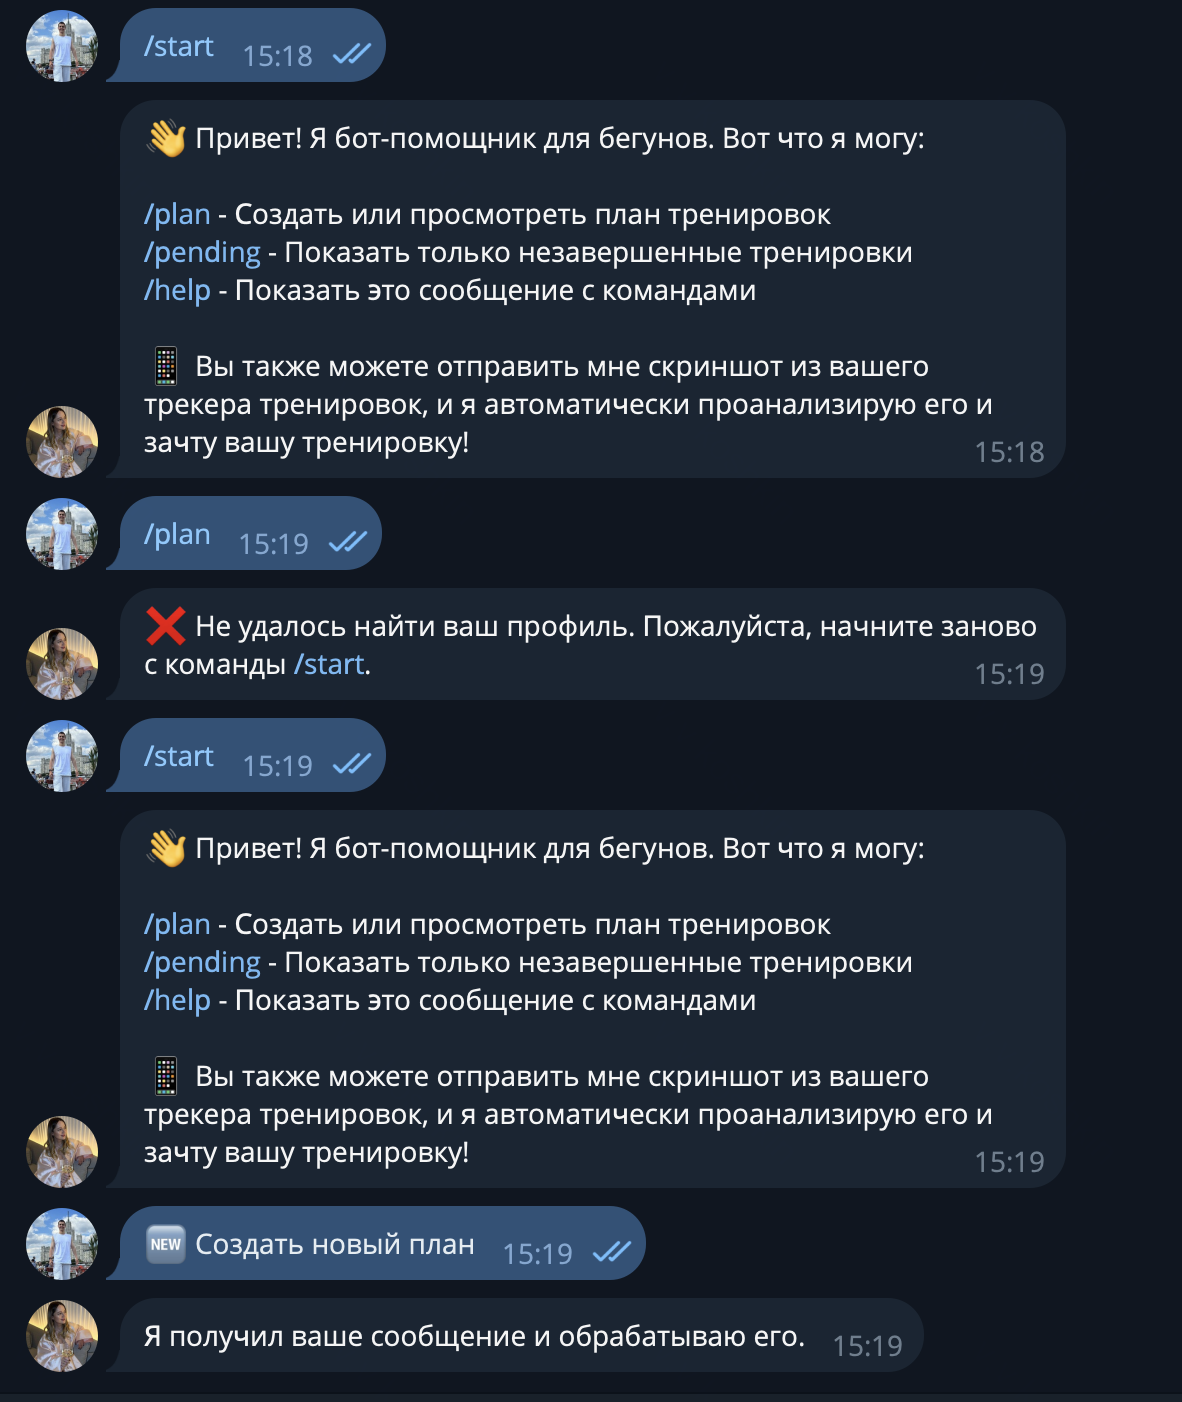 /start 15:18
👋 Привет! Я бот-помощник для бегунов. Вот что я могу:
/plan - Создать или просмотреть план тренировок
/pending - Показать только незавершенные тренировки
/help - Показать это сообщение с командами
📱 Вы также можете отправить мне скриншот из вашего
трекера тренировок, и я автоматически проанализирую его и
зачту вашу тренировку!
15:18
/plan 15:19
❌ Не удалось найти ваш профиль. Пожалуйста, начните заново
с команды /start.
15:19
/start 15:19
👋 Привет! Я бот-помощник для бегунов. Вот что я могу:
/plan - Создать или просмотреть план тренировок
/pending - Показать только незавершенные тренировки
/help - Показать это сообщение с командами
📱 Вы также можете отправить мне скриншот из вашего
трекера тренировок, и я автоматически проанализирую его и
зачту вашу тренировку!
15:19
🆕 Создать новый план 15:19
Я получил ваше сообщение и обрабатываю его. 15:19